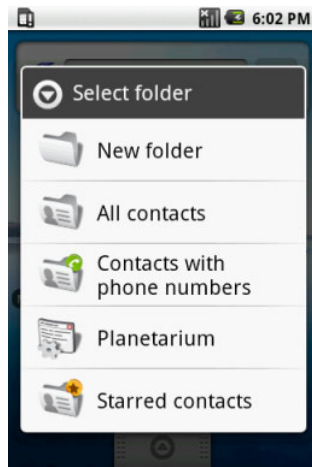 6:02 PM
Select folder
New folder
All contacts
Contacts with
phone numbers
Planetarium
Starred contacts